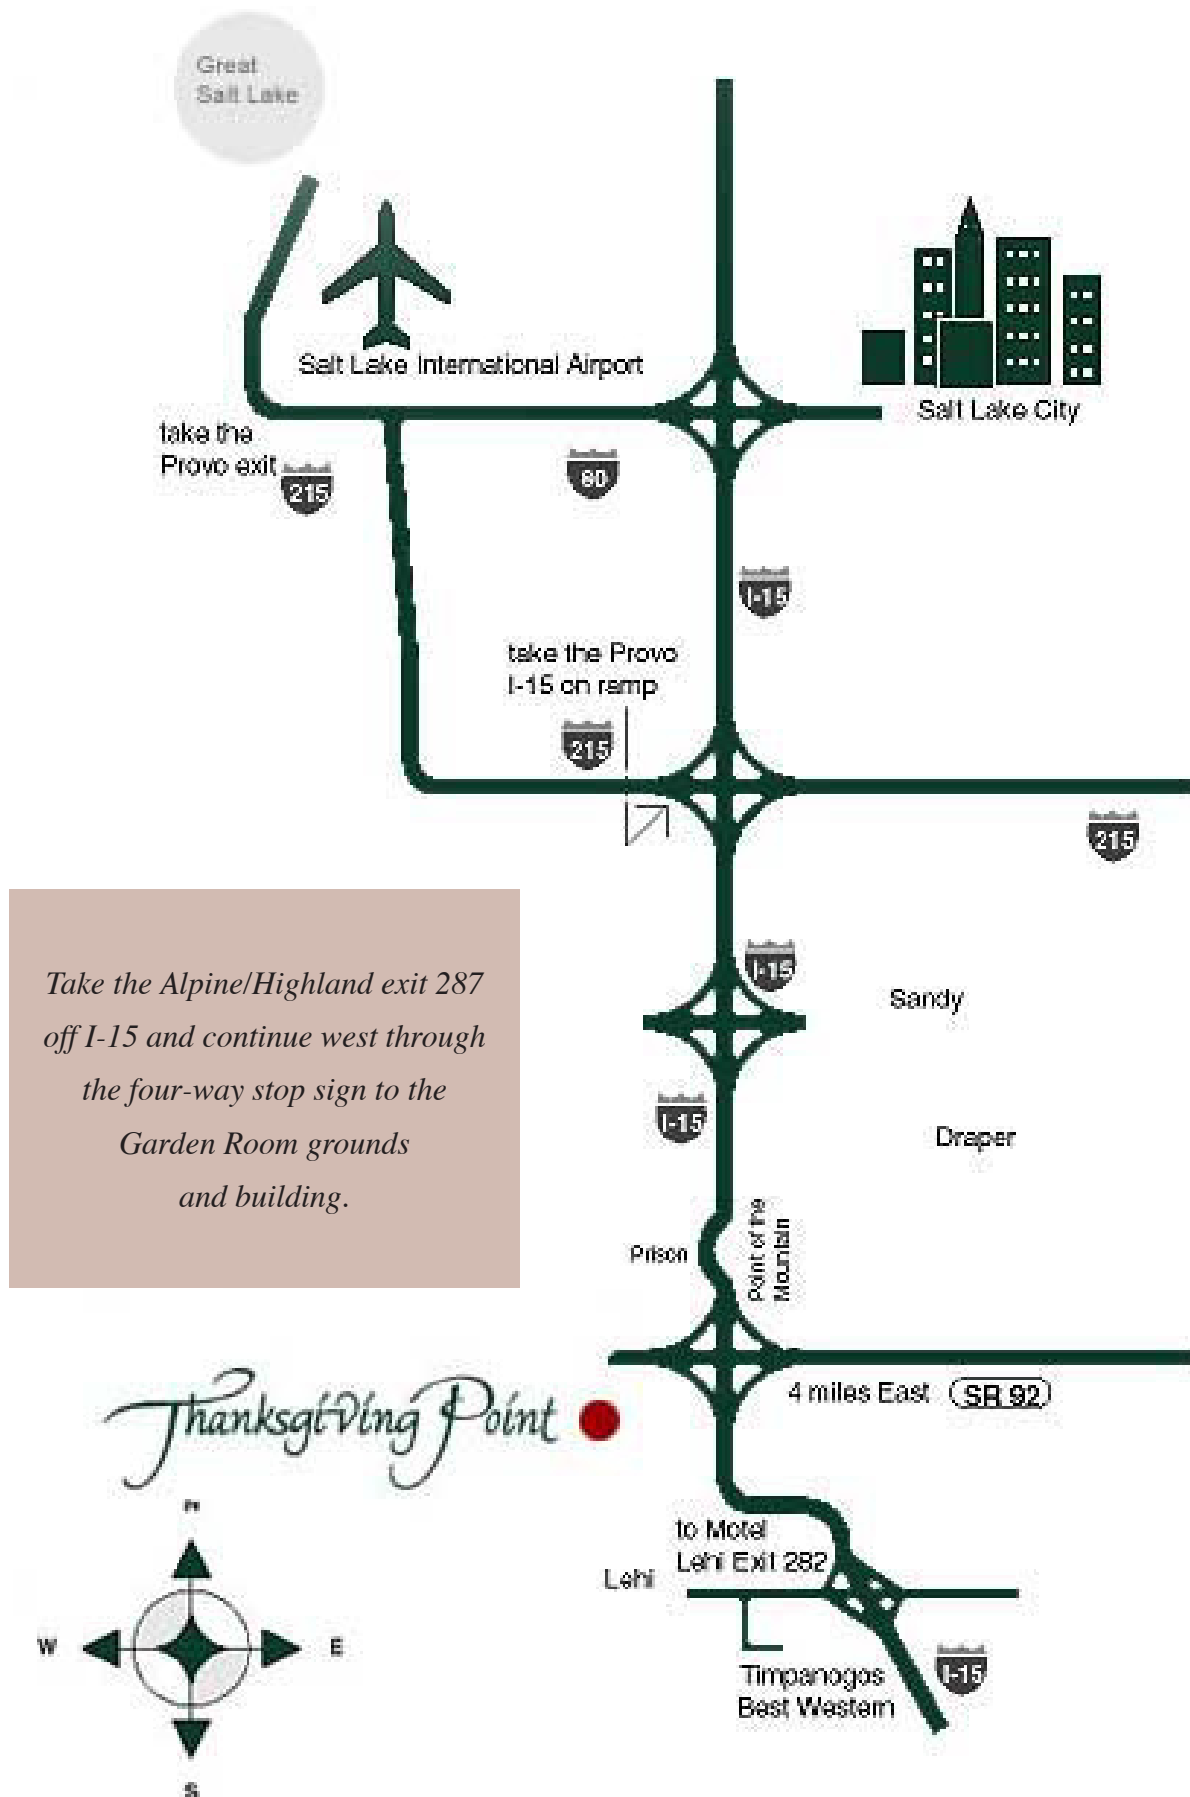 Great
Salt Lake
Salt Lake International Airport
Salt Lake City
take the
Provo exit
215
80
I-15
take the Provo
I-15 on ramp
215
215
Take the Alpine/Highland exit 287
off I-15 and continue west through
the four-way stop sign to the
Garden Room grounds
and building.
I-15
Sandy
I-15
Draper
Prison
Point of the
Mountain
Thanksgiving Point
4 miles East SR 92
N
W E
S
to Motel
Lehi Exit 282
Lehi
Timpanogos
Best Western
I-15